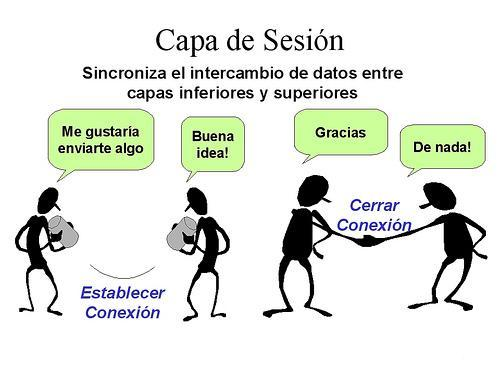 Capa de Sesión
Sincroniza el intercambio de datos entre
capas inferiores y superiores
Me gustaría
enviarte algo
Buena
idea!
Gracias
De nada!
Cerrar
Conexión
Establecer
Conexión